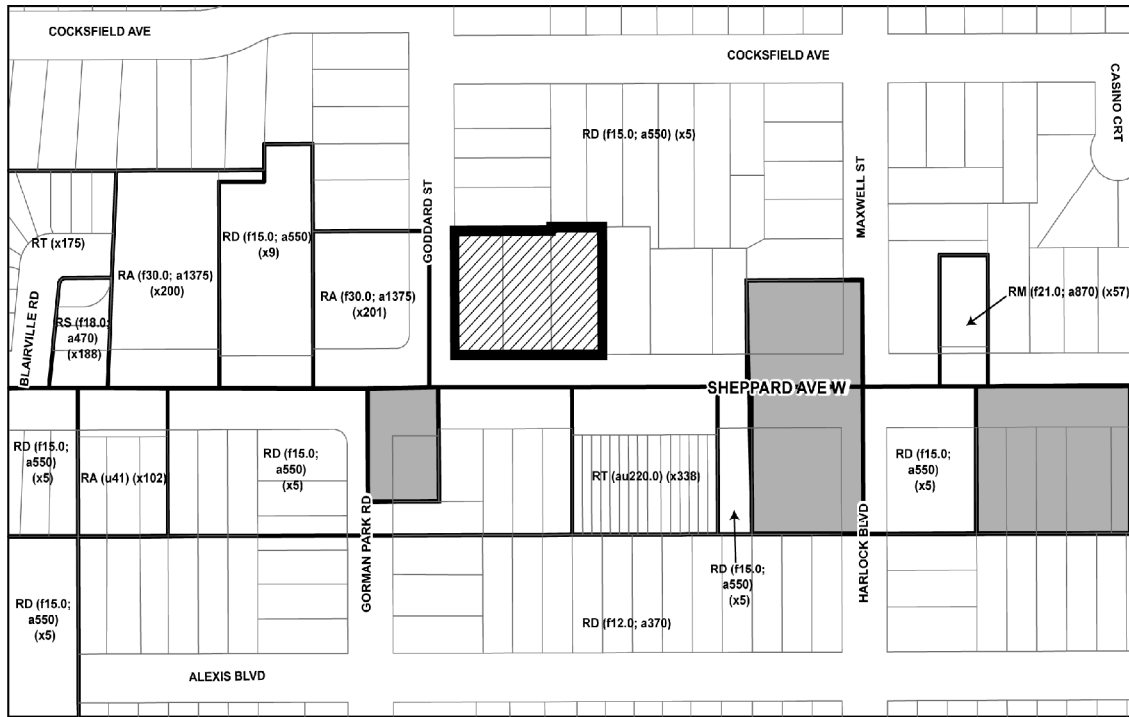 COCKSFIELD AVE
COCKSFIELD AVE
CASINO CRT
RD (f15.0; a550) (x5)
GODDARD ST
MAXWELL ST
RT (x175)
RD (f15.0; a550)
(x9)
RA (f30.0; a1375)
(x200)
RA (f30.0; a1375)
(x201)
RM (f21.0; a870) (x57)
BLAIRVILLE RD
RS (f18.0;
a470)
(x188)
SHEPPARD AVE W
RD (f15.0;
a550)
(x5)
RA (u41) (x102)
RD (f15.0;
a550)
(x5)
RT (au220.0) (x338)
RD (f15.0;
a550)
(x5)
GORMAN PARK RD
HARLOCK BLVD
RD (f15.0;
a550)
(x5)
RD (f15.0;
a550)
(x5)
RD (f12.0; a370)
ALEXIS BLVD